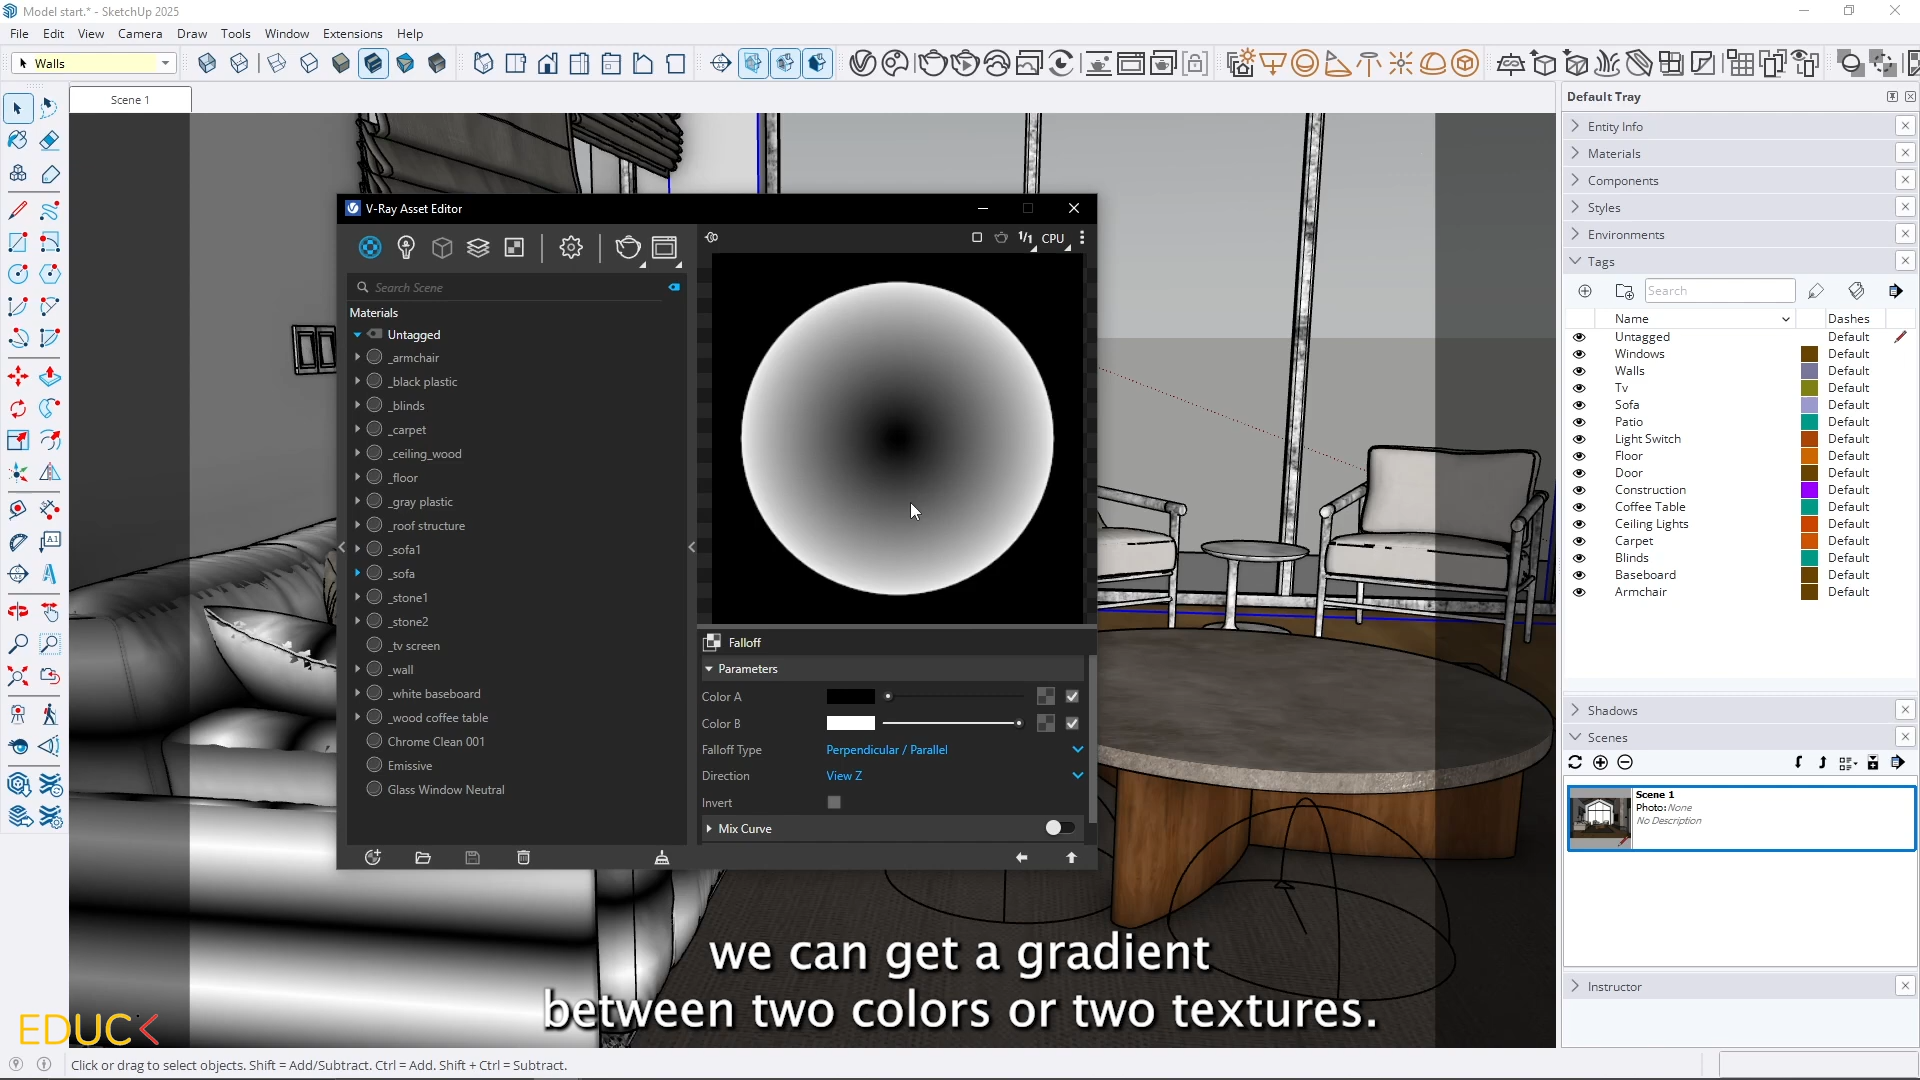 Model start.* - SketchUp 2025
File Edit View Camera Draw Tools Window Extensions Help
Walls
Scene 1
Default Tray
Entity Info
Materials
Components
Styles
Environments
Tags
Search
Name Dashes
Untagged Default
Windows Default
Walls Default
Tv Default
Sofa Default
Patio Default
Light Switch Default
Floor Default
Door Default
Construction Default
Coffee Table Default
Ceiling Lights Default
Carpet Default
Blinds Default
Baseboard Default
Armchair Default
Shadows
Scenes
Scene 1
Photo: None
No Description
Instructor
V-Ray Asset Editor
1/1 CPU
Search Scene
Materials
Untagged
_armchair
_black plastic
_blinds
_carpet
_ceiling_wood
_floor
_gray plastic
_roof structure
_sofa1
_sofa
_stone1
_stone2
_tv screen
_wall
_white baseboard
_wood coffee table
Chrome Clean 001
Emissive
Glass Window Neutral
Falloff
Parameters
Color A
Color B
Falloff Type Perpendicular / Parallel
Direction View Z
Invert
Mix Curve
we can get a gradient
between two colors or two textures.
EDUCK
Click or drag to select objects. Shift = Add/Subtract. Ctrl = Add. Shift + Ctrl = Subtract.